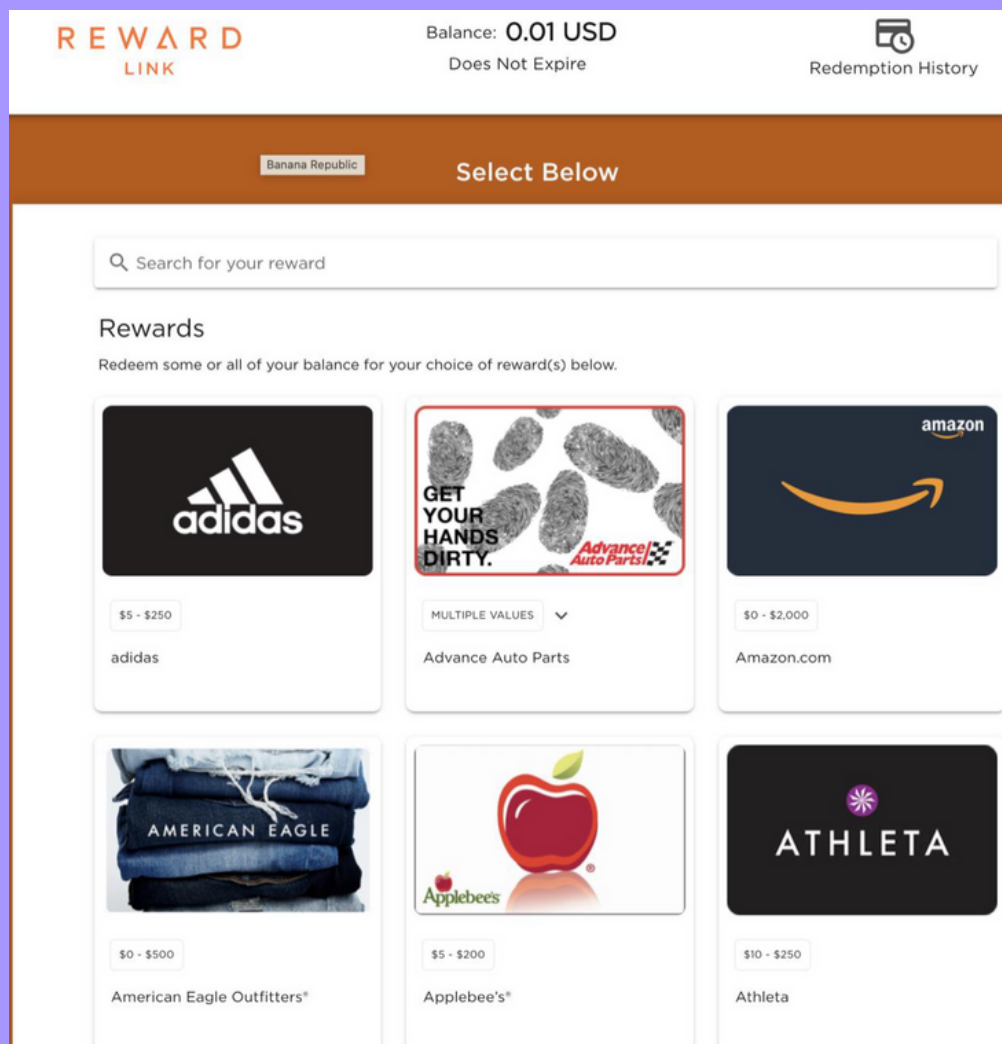 REWARD
LINK
Balance: 0.01 USD
Does Not Expire
Redemption History
Banana Republic
Select Below
Search for your reward
Rewards
Redeem some or all of your balance for your choice of reward(s) below.
adidas
GET
YOUR
HANDS
DIRTY.
Advance
Auto Parts
amazon
$5 - $250
MULTIPLE VALUES
$0 - $2,000
adidas
Advance Auto Parts
Amazon.com
AMERICAN EAGLE
Applebee's
®
ATHLETA
$0 - $500
$5 - $200
$10 - $250
American Eagle Outfitters®
Applebee's®
Athleta